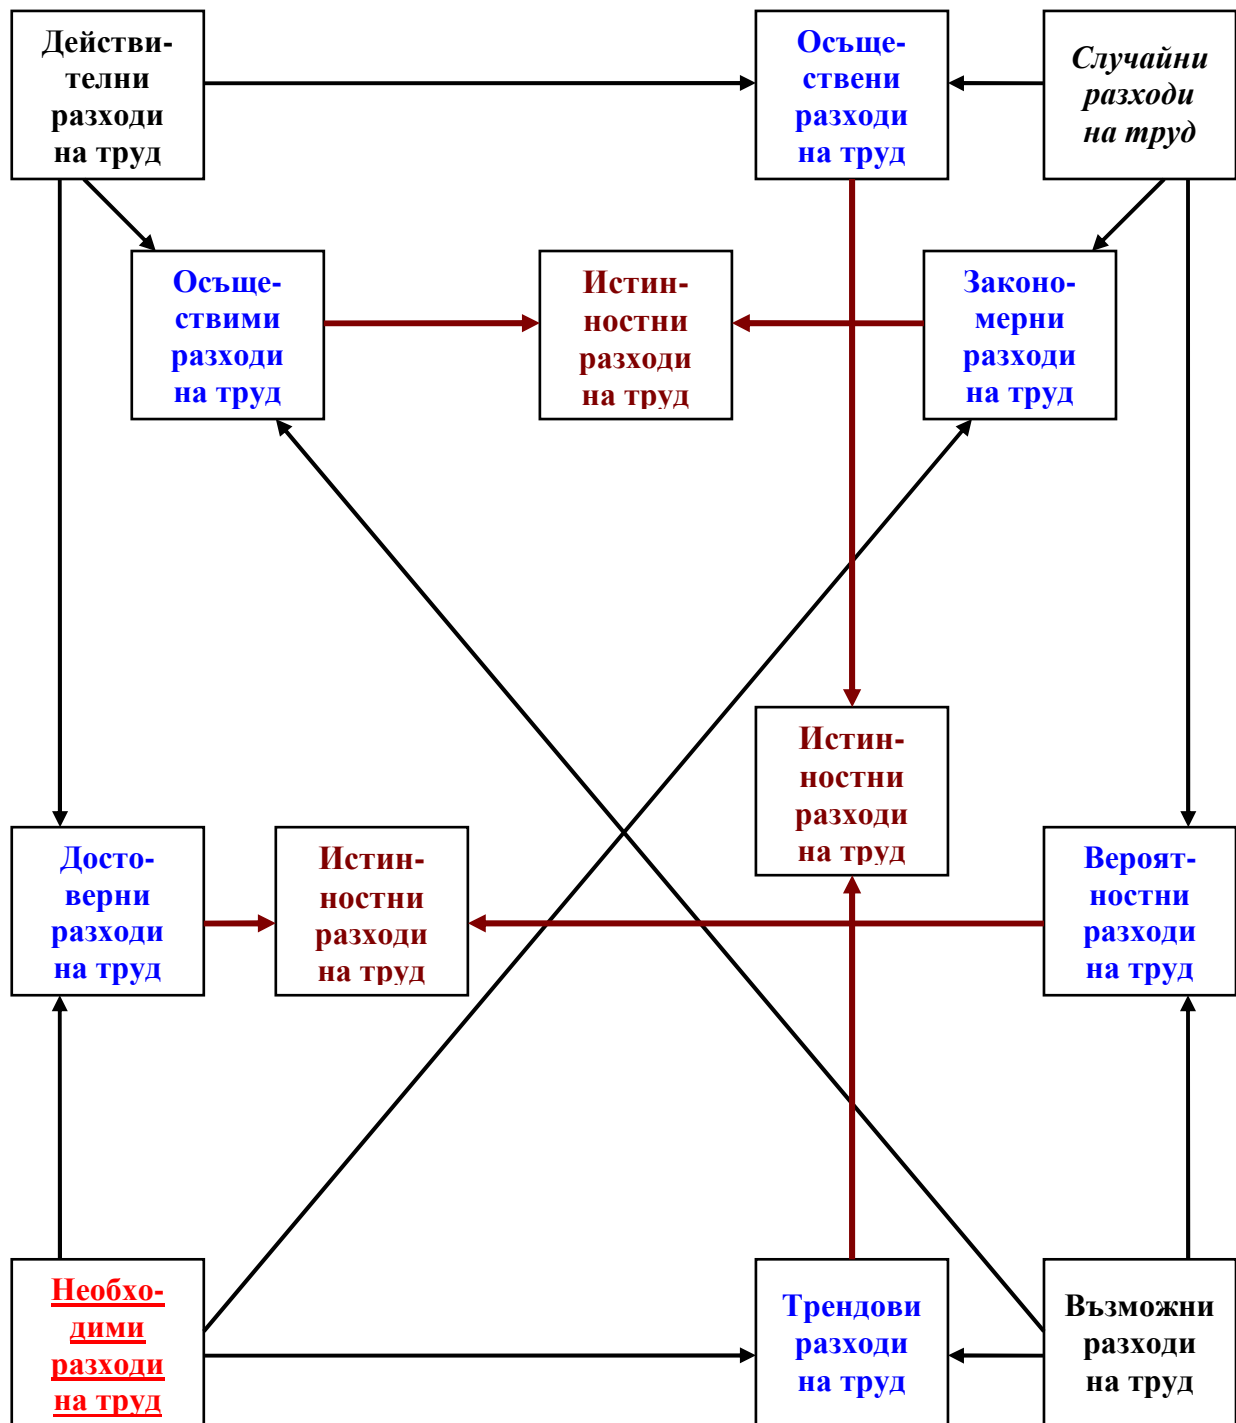 Действи-
телни
разходи
на труд
Осъще-
ствени
разходи
на труд
Случайни
разходи
на труд
Осъще-
ствими
разходи
на труд
Истин-
ностни
разходи
на труд
Законо-
мерни
разходи
на труд
Истин-
ностни
разходи
на труд
Досто-
верни
разходи
на труд
Истин-
ностни
разходи
на труд
Вероят-
ностни
разходи
на труд
Необхо-
дими
разходи
на труд
Трендови
разходи
на труд
Възможни
разходи
на труд